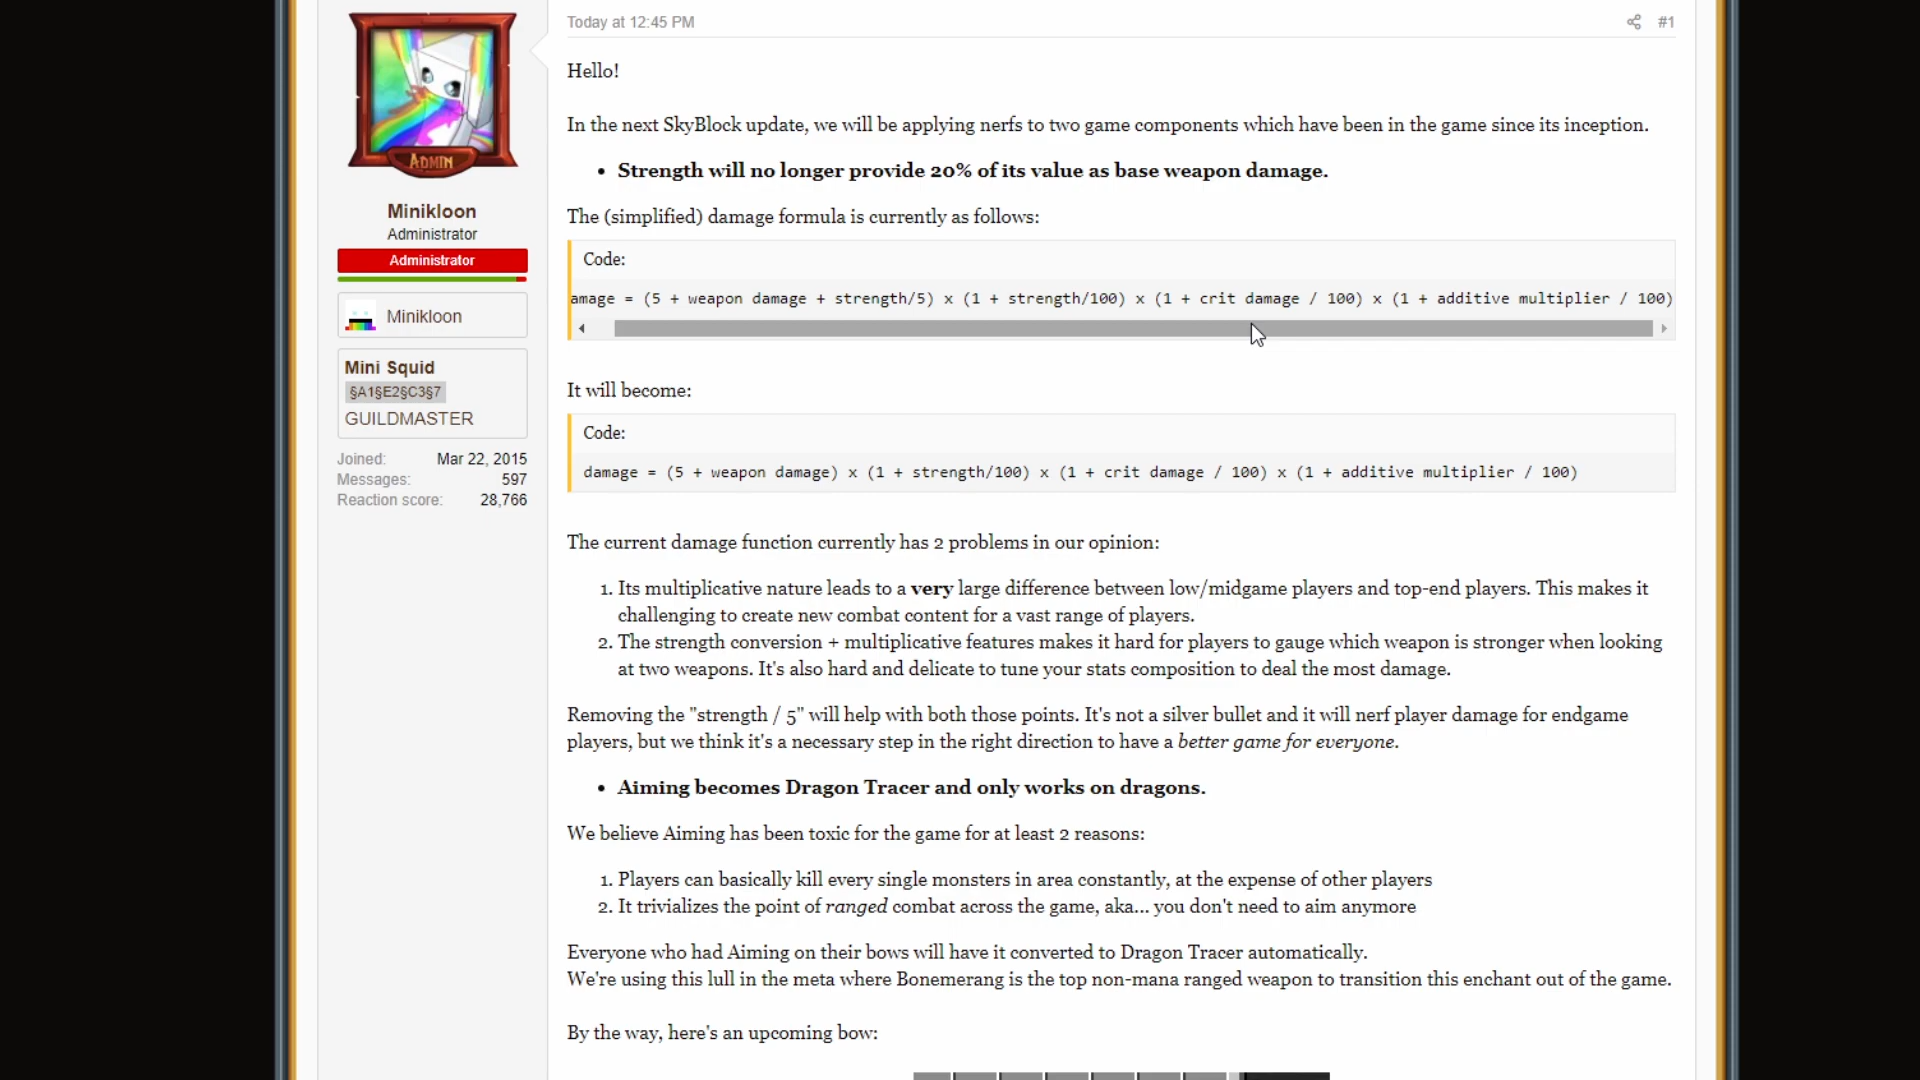 Today at 12:45 PM
#1
ADMIN
Minikloon
Administrator
Administrator
Minikloon
Mini Squid
§A1§E2§C3§7
GUILDMASTER
Joined: Mar 22, 2015
Messages: 597
Reaction score: 28,766
Hello!
In the next SkyBlock update, we will be applying nerfs to two game components which have been in the game since its inception.
• Strength will no longer provide 20% of its value as base weapon damage.
The (simplified) damage formula is currently as follows:
Code:
amage = (5 + weapon damage + strength/5) x (1 + strength/100) x (1 + crit damage / 100) x (1 + additive multiplier / 100)
It will become:
Code:
damage = (5 + weapon damage) x (1 + strength/100) x (1 + crit damage / 100) x (1 + additive multiplier / 100)
The current damage function currently has 2 problems in our opinion:
1. Its multiplicative nature leads to a very large difference between low/midgame players and top-end players. This makes it
challenging to create new combat content for a vast range of players.
2. The strength conversion + multiplicative features makes it hard for players to gauge which weapon is stronger when looking
at two weapons. It's also hard and delicate to tune your stats composition to deal the most damage.
Removing the "strength / 5" will help with both those points. It's not a silver bullet and it will nerf player damage for endgame
players, but we think it's a necessary step in the right direction to have a better game for everyone.
• Aiming becomes Dragon Tracer and only works on dragons.
We believe Aiming has been toxic for the game for at least 2 reasons:
1. Players can basically kill every single monsters in area constantly, at the expense of other players
2. It trivializes the point of ranged combat across the game, aka... you don't need to aim anymore
Everyone who had Aiming on their bows will have it converted to Dragon Tracer automatically.
We're using this lull in the meta where Bonemerang is the top non-mana ranged weapon to transition this enchant out of the game.
By the way, here's an upcoming bow: